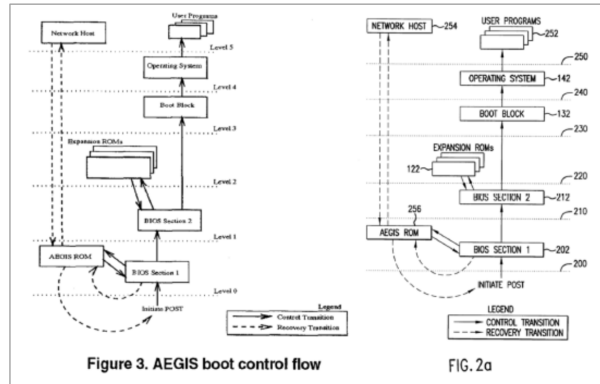 User Programs
Network Host
Level 5
Operating System
Level 4
Boot Block
Level 3
Expansion ROMs
Level 2
BIOS Section 2
Level 1
AEGIS ROM
BIOS Section 1
Level 0
Initiate POST
Legend
Control Transition
Recovery Transition
Figure 3. AEGIS boot control flow
USER PROGRAMS
NETWORK HOST
254
252
250
OPERATING SYSTEM
142
240
BOOT BLOCK
132
230
EXPANSION ROMs
122
220
BIOS SECTION 2
212
210
256
AEGIS ROM
BIOS SECTION 1
202
200
INITIATE POST
LEGEND
CONTROL TRANSITION
RECOVERY TRANSITION
FIG. 2a